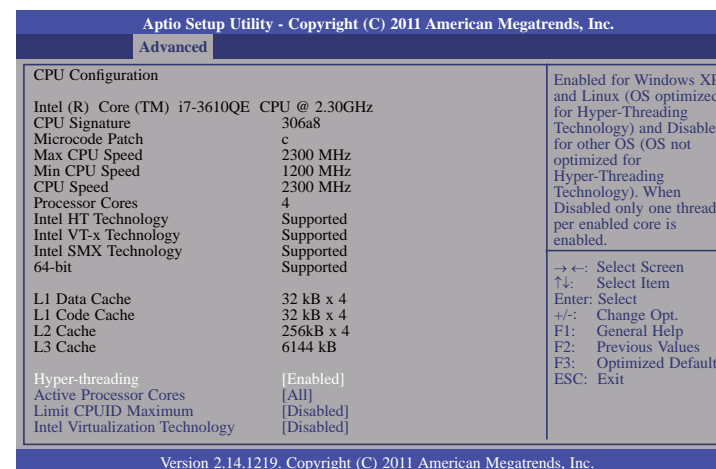 Aptio Setup Utility - Copyright (C) 2011 American Megatrends, Inc.
Advanced
CPU Configuration
Intel (R) Core (TM) i7-3610QE CPU @ 2.30GHz
CPU Signature 306a8
Microcode Patch c
Max CPU Speed 2300 MHz
Min CPU Speed 1200 MHz
CPU Speed 2300 MHz
Processor Cores 4
Intel HT Technology Supported
Intel VT-x Technology Supported
Intel SMX Technology Supported
64-bit Supported
L1 Data Cache 32 kB x 4
L1 Code Cache 32 kB x 4
L2 Cache 256kB x 4
L3 Cache 6144 kB
Hyper-threading [Enabled]
Active Processor Cores [All]
Limit CPUID Maximum [Disabled]
Intel Virtualization Technology [Disabled]
Enabled for Windows XP
and Linux (OS optimized
for Hyper-Threading
Technology) and Disable
for other OS (OS not
optimized for
Hyper-Threading
Technology). When
Disabled only one thread
per enabled core is
enabled.
→←: Select Screen
↑↓: Select Item
Enter: Select
+/-: Change Opt.
F1: General Help
F2: Previous Values
F3: Optimized Default
ESC: Exit
Version 2.14.1219. Copyright (C) 2011 American Megatrends, Inc.